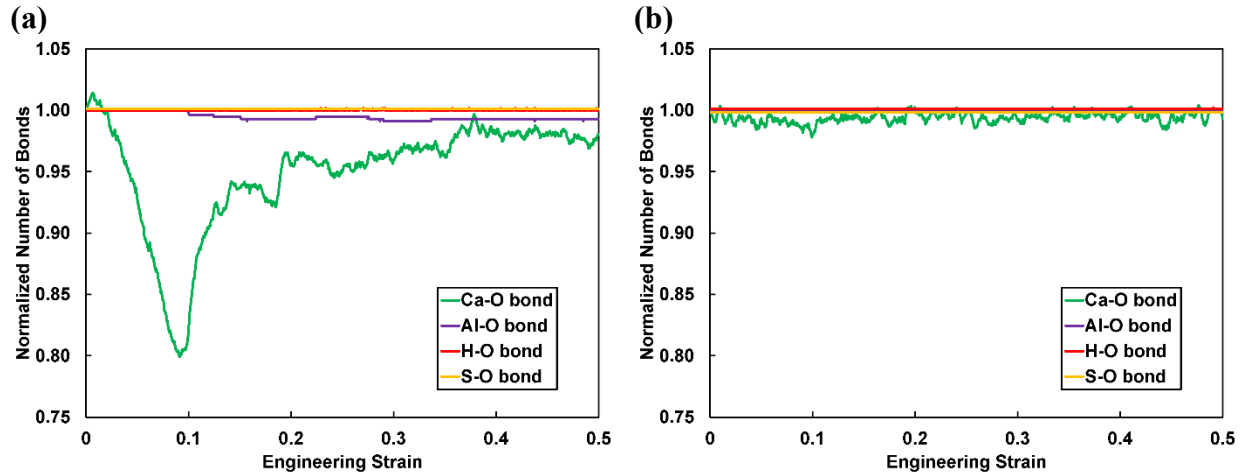 (a)
Normalized Number of Bonds
1.05
1.00
0.95
0.90
0.85
0.80
0.75
Ca-O bond
Al-O bond
H-O bond
S-O bond
0 0.1 0.2 0.3 0.4 0.5
Engineering Strain
(b)
Normalized Number of Bonds
1.05
1.00
0.95
0.90
0.85
0.80
0.75
Ca-O bond
Al-O bond
H-O bond
S-O bond
0 0.1 0.2 0.3 0.4 0.5
Engineering Strain